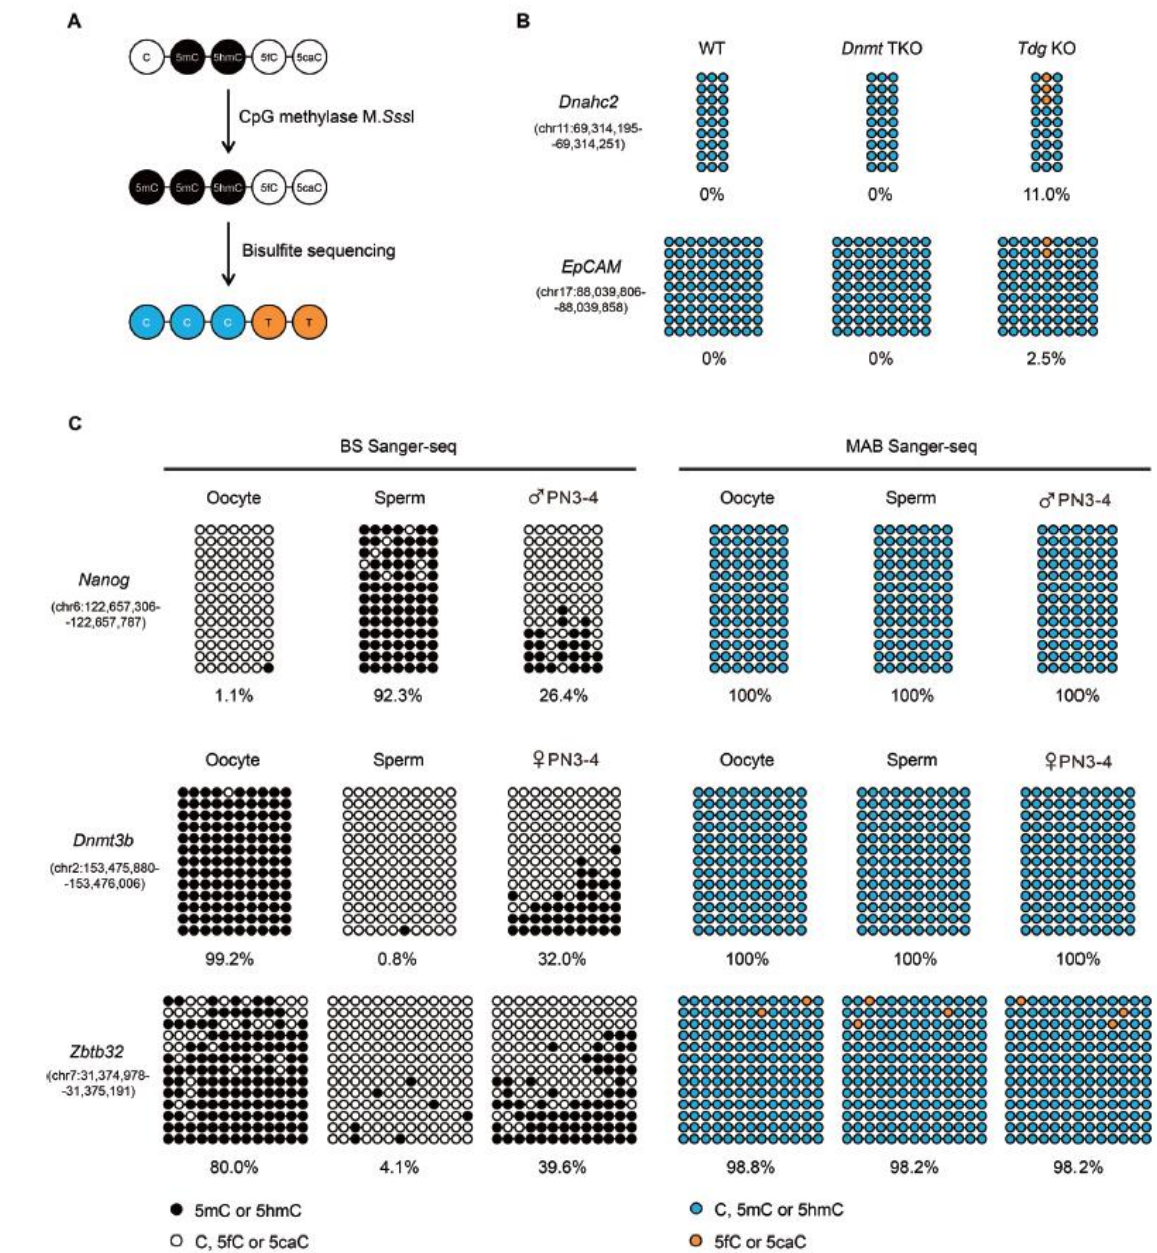 A
C 5mC 5hmC 5fC 5caC
CpG methylase M.SssI
5mC 5mC 5hmC 5fC 5caC
Bisulfite sequencing
C C C T T
B
WT Dnmt TKO Tdg KO
Dnahc2
(chr11:69,314,195-
-69,314,251)
0% 0% 11.0%
EpCAM
(chr17:88,039,806-
-88,039,858)
0% 0% 2.5%
C
BS Sanger-seq MAB Sanger-seq
Oocyte Sperm ♂PN3-4 Oocyte Sperm ♂PN3-4
Nanog
(chr6:122,657,306-
-122,657,787)
1.1% 92.3% 26.4% 100% 100% 100%
Oocyte Sperm ♀PN3-4 Oocyte Sperm ♀PN3-4
Dnmt3b
(chr2:153,475,880-
-153,476,006)
99.2% 0.8% 32.0% 100% 100% 100%
Zbtb32
(chr7:31,374,978-
-31,375,191)
80.0% 4.1% 39.6% 98.8% 98.2% 98.2%
5mC or 5hmC
C, 5fC or 5caC
C, 5mC or 5hmC
5fC or 5caC